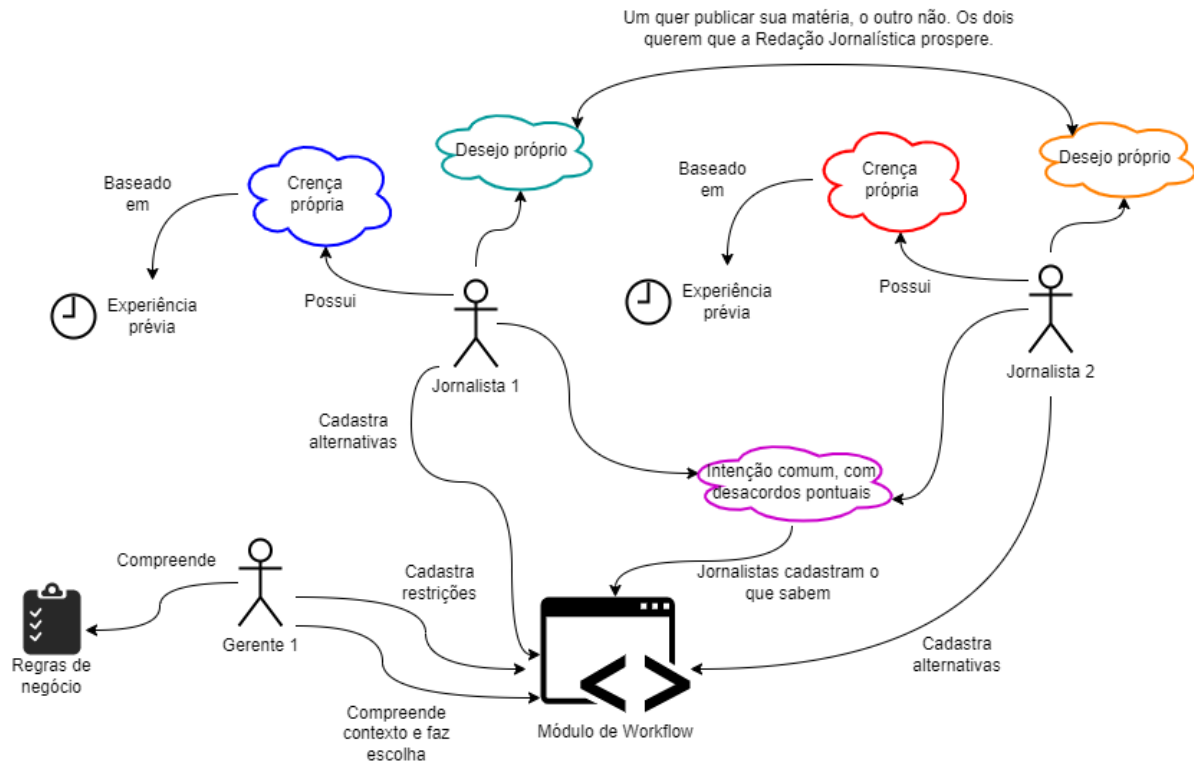 Um quer publicar sua matéria, o outro não. Os dois
querem que a Redação Jornalística prospere.
Desejo próprio
Desejo próprio
Baseado
em
Crença
própria
Baseado
em
Crença
própria
Experiência
prévia
Possui
Experiência
prévia
Possui
Jornalista 1
Jornalista 2
Cadastra
alternativas
Intenção comum, com
desacordos pontuais
Compreende
Cadastra
restrições
Jornalistas cadastram o
que sabem
Gerente 1
Regras de
negócio
Cadastra
alternativas
Compreende
contexto e faz
escolha
Módulo de Workflow